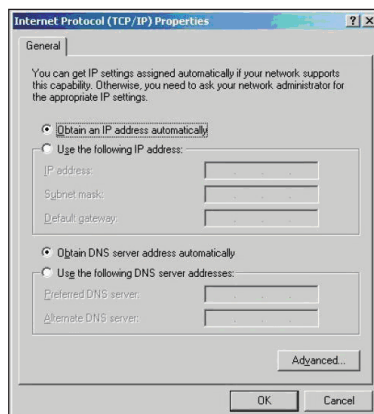 Internet Protocol (TCP/IP) Properties
General
You can get IP settings assigned automatically if your network supports
this capability. Otherwise, you need to ask your network administrator for
the appropriate IP settings.
Obtain an IP address automatically
Use the following IP address:
IP address:
Subnet mask:
Default gateway:
Obtain DNS server address automatically
Use the following DNS server addresses:
Preferred DNS server:
Alternate DNS server:
Advanced...
OK
Cancel